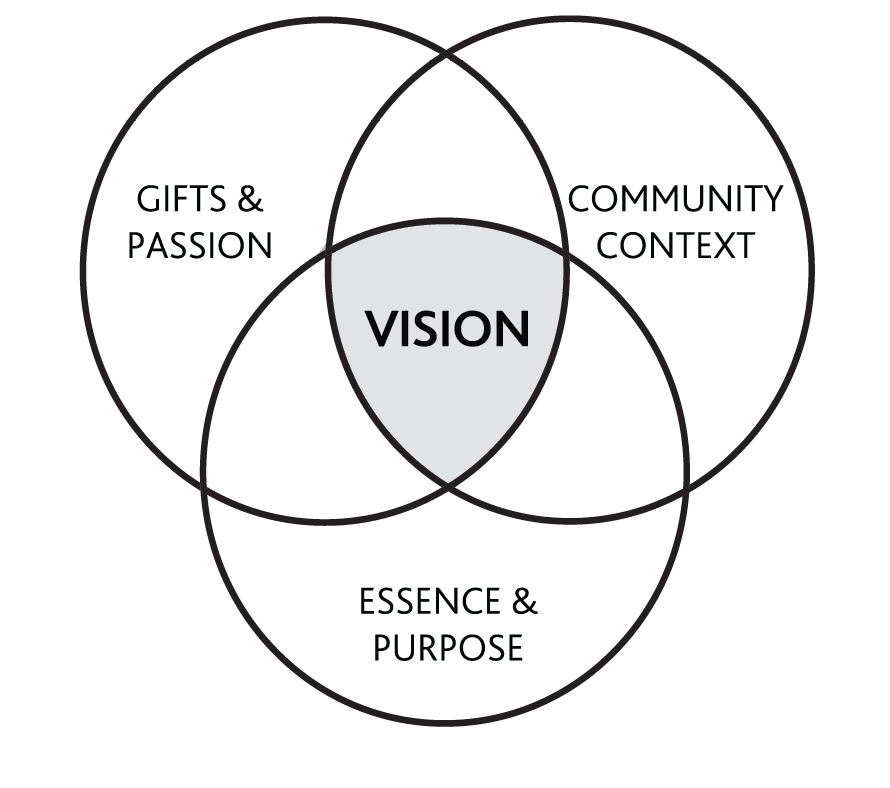 GIFTS &
PASSION
COMMUNITY
CONTEXT
VISION
ESSENCE &
PURPOSE